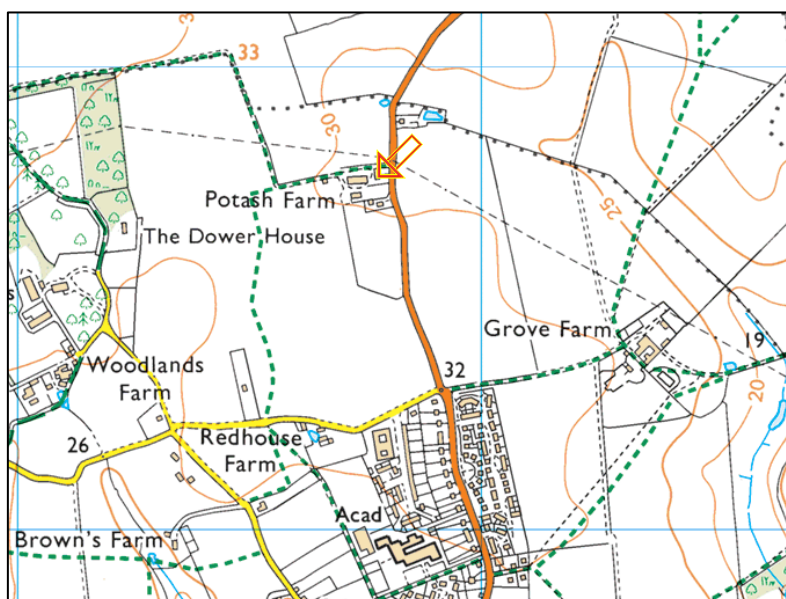 33
30
Potash Farm
The Dower House
25
Grove Farm
19
s
Woodlands
Farm
32
20
Redhouse
Farm
26
Acad
Brown's Farm